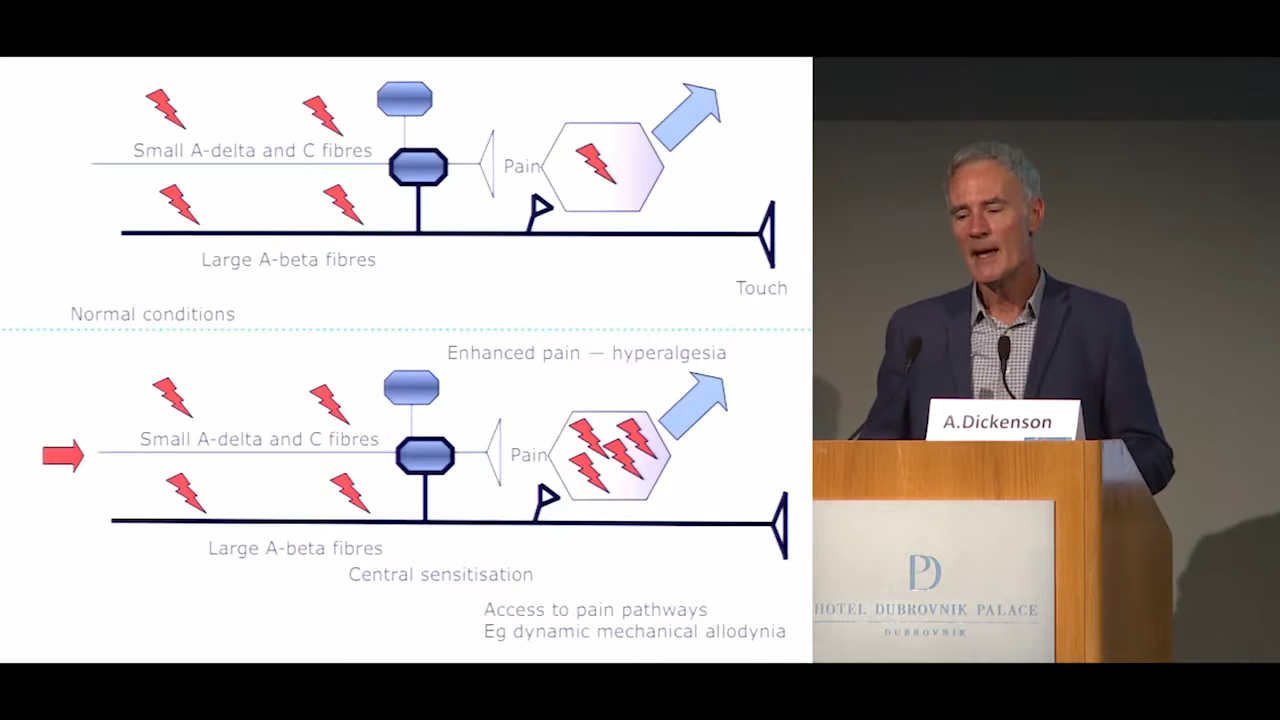 Small A-delta and C fibres
Pain
Large A-beta fibres
Touch
Normal conditions
Enhanced pain — hyperalgesia
Small A-delta and C fibres
Pain
Large A-beta fibres
Central sensitisation
Access to pain pathways
Eg dynamic mechanical allodynia
A.Dickenson
PD
HOTEL DUBROVNIK PALACE
DUBROVNIK